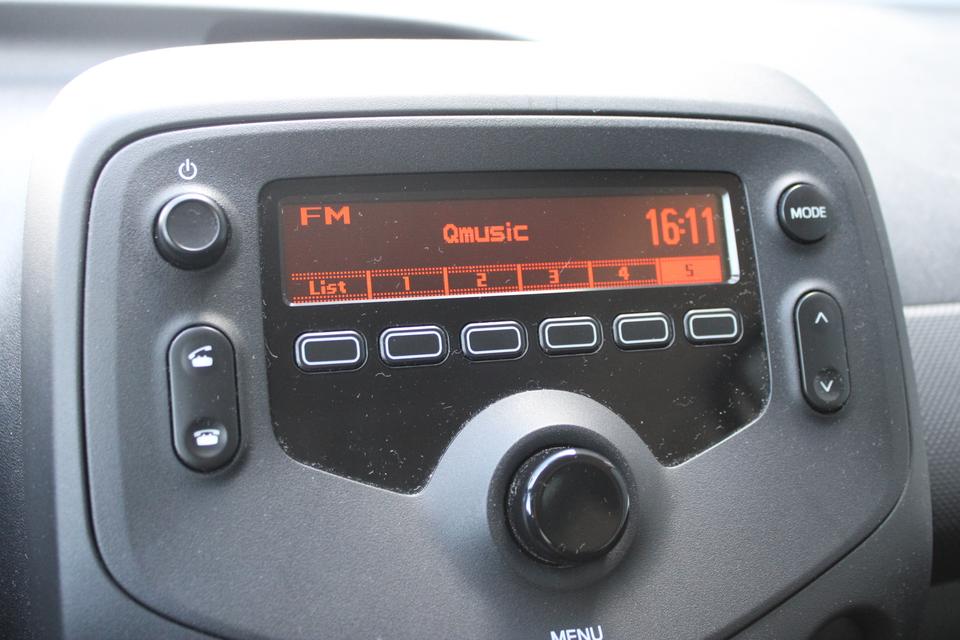 FM
Qmusic
16:11
List 1 2 3 4 5
MODE
MENU